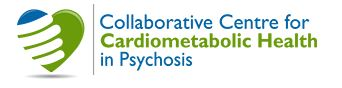 Collaborative Centre for
Cardiometabolic Health
in Psychosis